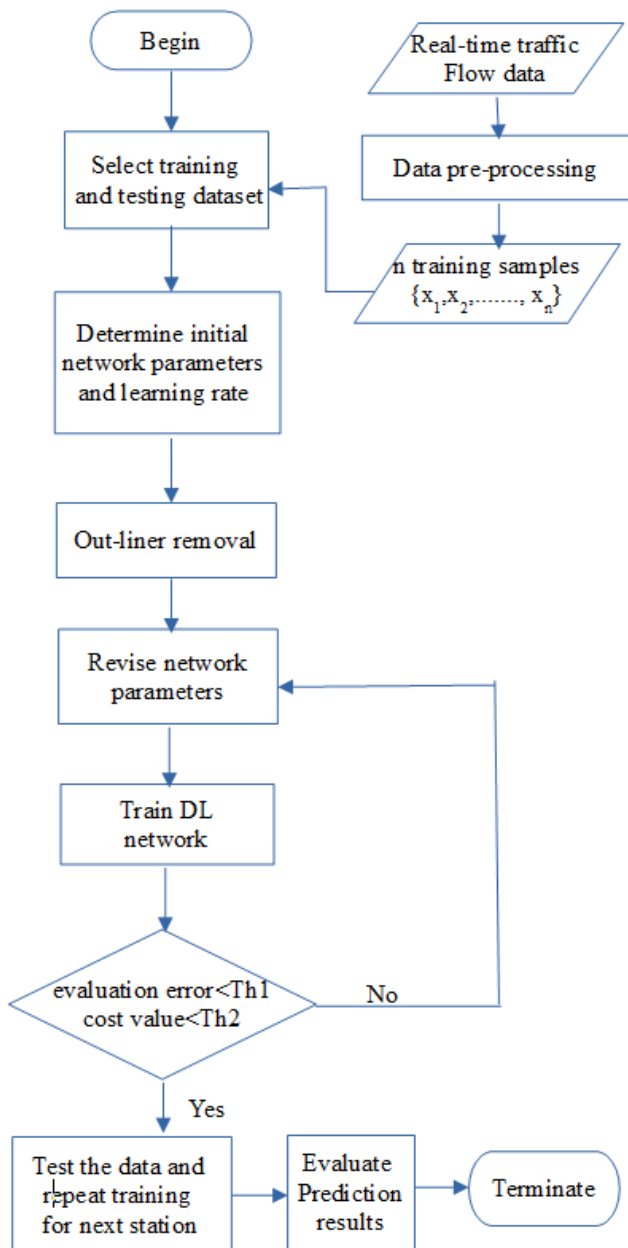 Begin
Real-time traffic
Flow data
Select training
and testing dataset
Data pre-processing
n training samples
{x₁,x₂,......., xₙ}
Determine initial
network parameters
and learning rate
Out-liner removal
Revise network
parameters
Train DL
network
evaluation error<Th1
cost value<Th2
No
Yes
Test the data and
repeat training
for next station
Evaluate
Prediction
results
Terminate